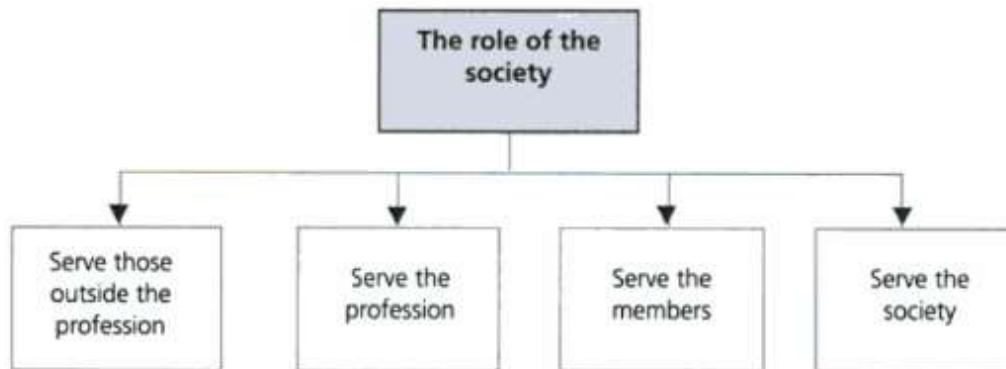 The role of the
society
Serve those
outside the
profession
Serve the
profession
Serve the
members
Serve the
society